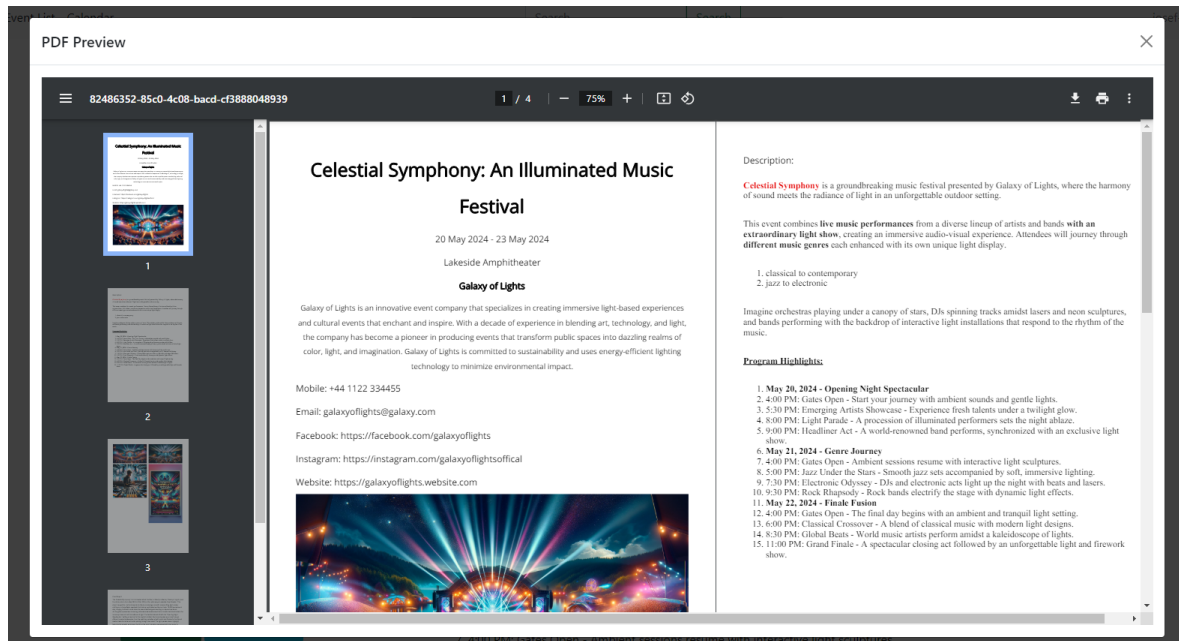 Event List Calendar Search Search
PDF Preview
82486352-85c0-4c08-bacd-cf3888048939
1 / 4
75%
1
2
3
Celestial Symphony: An Illuminated Music
Festival
20 May 2024 - 23 May 2024
Lakeside Amphitheater
Galaxy of Lights
Galaxy of Lights is an innovative event company that specializes in creating immersive light-based experiences
and cultural events that enchant and inspire. With a decade of experience in blending art, technology, and light,
the company has become a pioneer in producing events that transform public spaces into dazzling realms of
color, light, and imagination. Galaxy of Lights is committed to sustainability and uses energy-efficient lighting
technology to minimize environmental impact.
Mobile: +44 1122 334455
Email: galaxyoflights@galaxy.com
Facebook: https://facebook.com/galaxyoflights
Instagram: https://instagram.com/galaxyoflightsoffical
Website: https://galaxyoflights.website.com
Description:
Celestial Symphony is a groundbreaking music festival presented by Galaxy of Lights, where the harmony
of sound meets the radiance of light in an unforgettable outdoor setting.
This event combines live music performances from a diverse lineup of artists and bands with an
extraordinary light show, creating an immersive audio-visual experience. Attendees will journey through
different music genres each enhanced with its own unique light display.
1. classical to contemporary
2. jazz to electronic
Imagine orchestras playing under a canopy of stars, DJs spinning tracks amidst lasers and neon sculptures,
and bands performing with the backdrop of interactive light installations that respond to the rhythm of the
music.
Program Highlights:
1. May 20, 2024 - Opening Night Spectacular
2. 4:00 PM: Gates Open - Start your journey with ambient sounds and gentle lights.
3. 5:30 PM: Emerging Artists Showcase - Experience fresh talents under a twilight glow.
4. 8:00 PM: Light Parade - A procession of illuminated performers sets the night ablaze.
5. 9:00 PM: Headliner Act - A world-renowned band performs, synchronized with an exclusive light
show.
6. May 21, 2024 - Genre Journey
7. 4:00 PM: Gates Open - Ambient sessions resume with interactive light sculptures.
8. 5:00 PM: Jazz Under the Stars - Smooth jazz sets accompanied by soft, immersive lighting.
9. 7:30 PM: Electronic Odyssey - DJs and electronic acts light up the night with beats and lasers.
10. 9:30 PM: Rock Rhapsody - Rock bands electrify the stage with dynamic light effects.
11. May 22, 2024 - Finale Fusion
12. 4:00 PM: Gates Open - The final day begins with an ambient and tranquil light setting.
13. 6:00 PM: Classical Crossover - A blend of classical music with modern light designs.
14. 8:30 PM: Global Beats - World music artists perform amidst a kaleidoscope of lights.
15. 11:00 PM: Grand Finale - A spectacular closing act followed by an unforgettable light and firework
show.
7. 4:00 PM: Gates Open - Ambient sessions resume with interactive light sculptures.